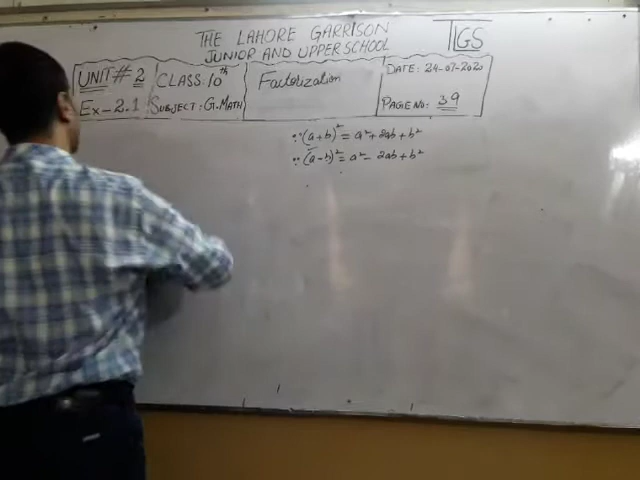 THE LAHORE GARRISON
JUNIOR AND UPPER SCHOOL
TLGS
UNIT # 2
Ex-2.1
CLASS: 10th
SUBJECT: G.MATH
Factorization
DATE: 24-07-2020
PAGE NO: 39
∵ (a+b)² = a² + 2ab + b²
∵ (a-b)² = a² - 2ab + b²